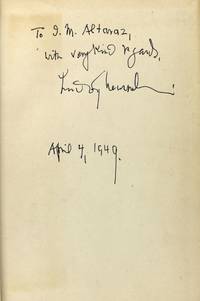 To I. M. Altaraz,
with very kind regards,
April 4, 1949.